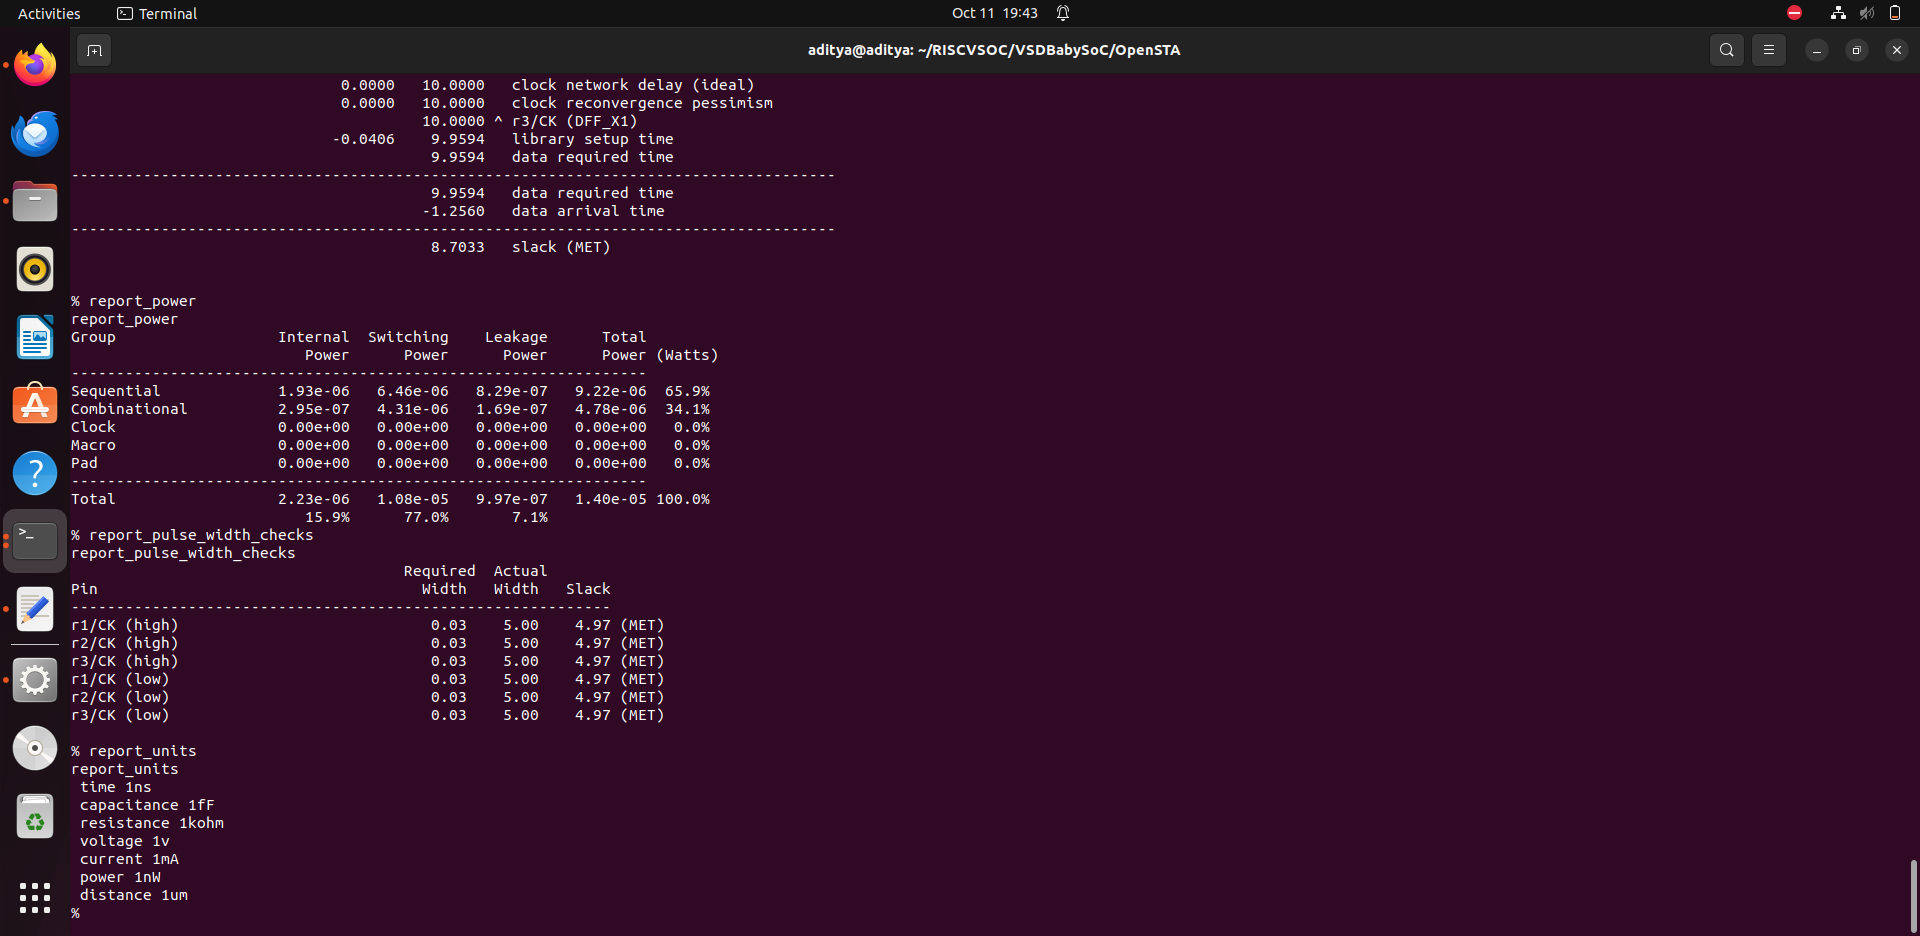 Activities Terminal Oct 11 19:43
aditya@aditya: ~/RISCVSOC/VSDBabySoC/OpenSTA
0.0000 10.0000 clock network delay (ideal)
0.0000 10.0000 clock reconvergence pessimism
10.0000 ^ r3/CK (DFF_X1)
-0.0406 9.9594 library setup time
9.9594 data required time
-------------------------------------------------------------------------------------
9.9594 data required time
-1.2560 data arrival time
-------------------------------------------------------------------------------------
8.7033 slack (MET)
% report_power
report_power
Group Internal Switching Leakage Total
Power Power Power Power (Watts)
----------------------------------------------------------------
Sequential 1.93e-06 6.46e-06 8.29e-07 9.22e-06 65.9%
Combinational 2.95e-07 4.31e-06 1.69e-07 4.78e-06 34.1%
Clock 0.00e+00 0.00e+00 0.00e+00 0.00e+00 0.0%
Macro 0.00e+00 0.00e+00 0.00e+00 0.00e+00 0.0%
Pad 0.00e+00 0.00e+00 0.00e+00 0.00e+00 0.0%
----------------------------------------------------------------
Total 2.23e-06 1.08e-05 9.97e-07 1.40e-05 100.0%
15.9% 77.0% 7.1%
% report_pulse_width_checks
report_pulse_width_checks
Required Actual
Pin Width Width Slack
------------------------------------------------------------
r1/CK (high) 0.03 5.00 4.97 (MET)
r2/CK (high) 0.03 5.00 4.97 (MET)
r3/CK (high) 0.03 5.00 4.97 (MET)
r1/CK (low) 0.03 5.00 4.97 (MET)
r2/CK (low) 0.03 5.00 4.97 (MET)
r3/CK (low) 0.03 5.00 4.97 (MET)
% report_units
report_units
time 1ns
capacitance 1fF
resistance 1kohm
voltage 1v
current 1mA
power 1nW
distance 1um
%